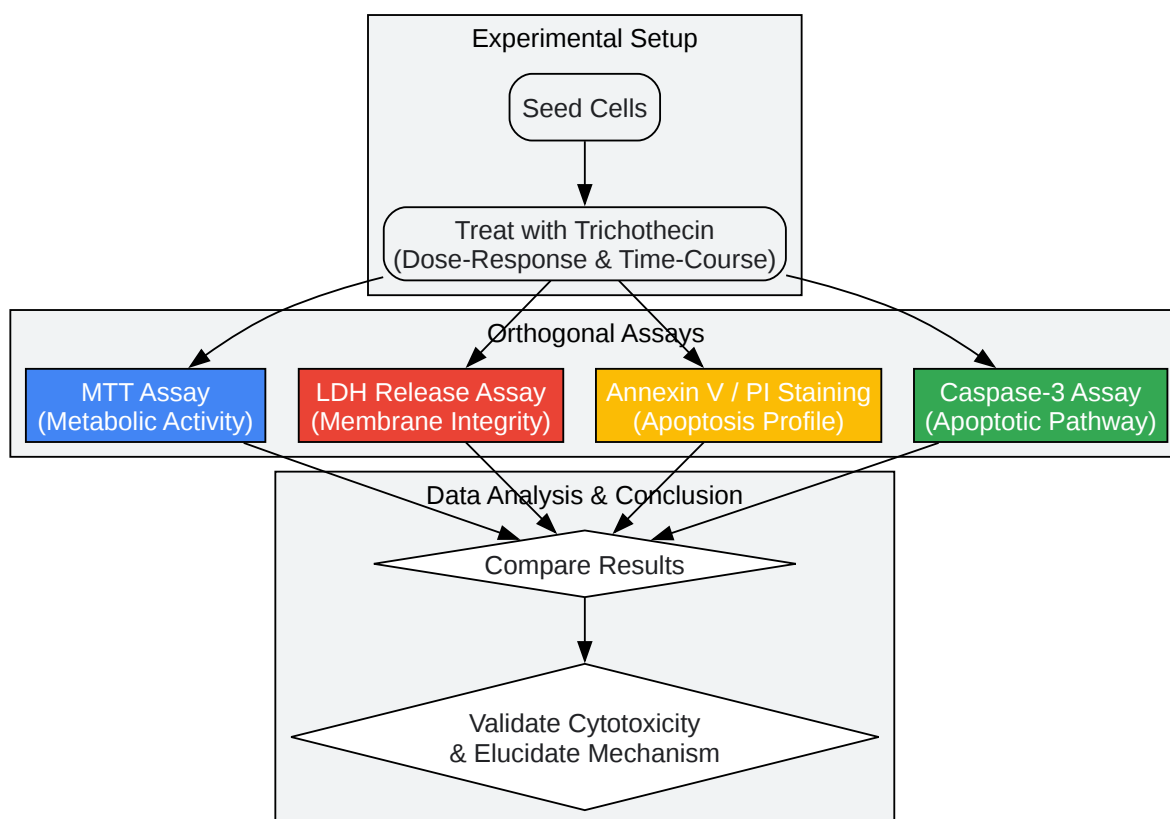 Experimental Setup
Seed Cells
Treat with Trichothecin
(Dose-Response & Time-Course)
Orthogonal Assays
MTT Assay
(Metabolic Activity)
LDH Release Assay
(Membrane Integrity)
Annexin V / PI Staining
(Apoptosis Profile)
Caspase-3 Assay
(Apoptotic Pathway)
Data Analysis & Conclusion
Compare Results
Validate Cytotoxicity
& Elucidate Mechanism